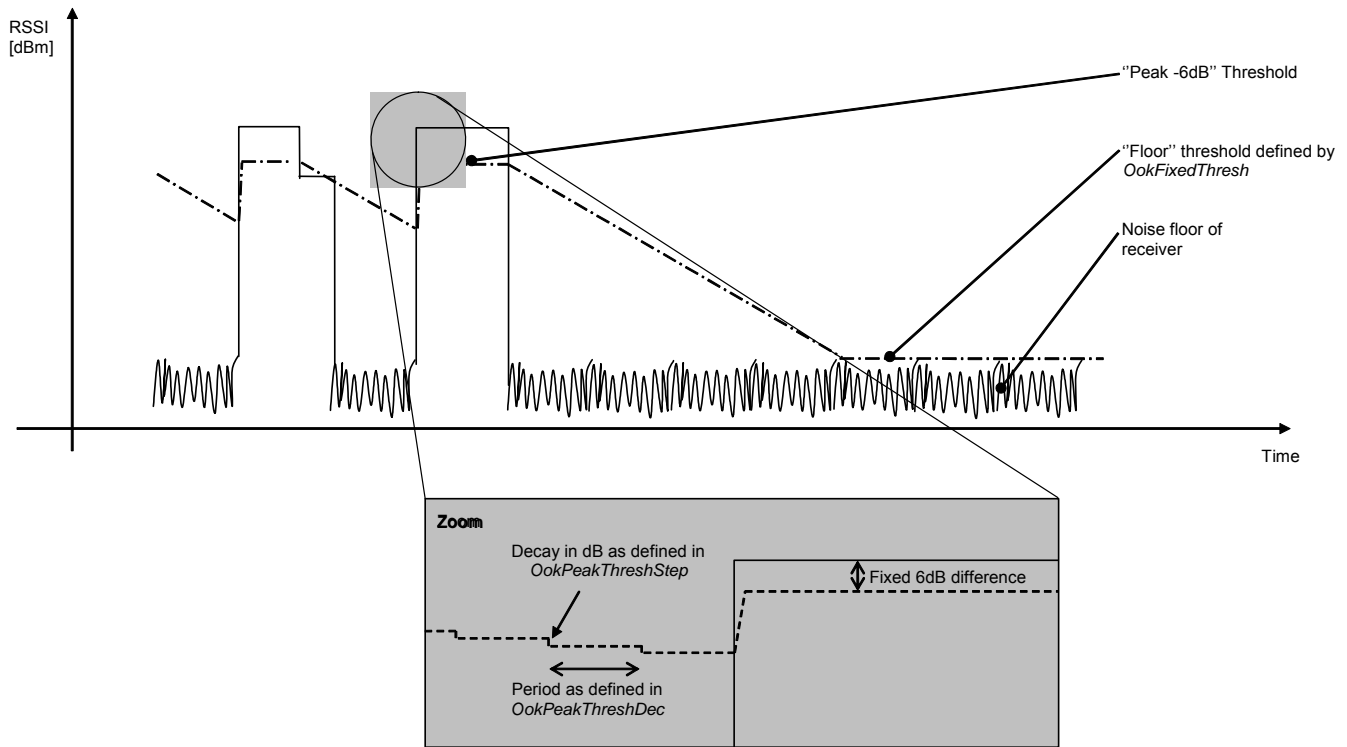 RSSI
[dBm]
‘’Peak -6dB’’ Threshold
‘’Floor’’ threshold defined by
OokFixedThresh
Noise floor of
receiver
Time
Zoom
Decay in dB as defined in
OokPeakThreshStep
Fixed 6dB difference
Period as defined in
OokPeakThreshDec